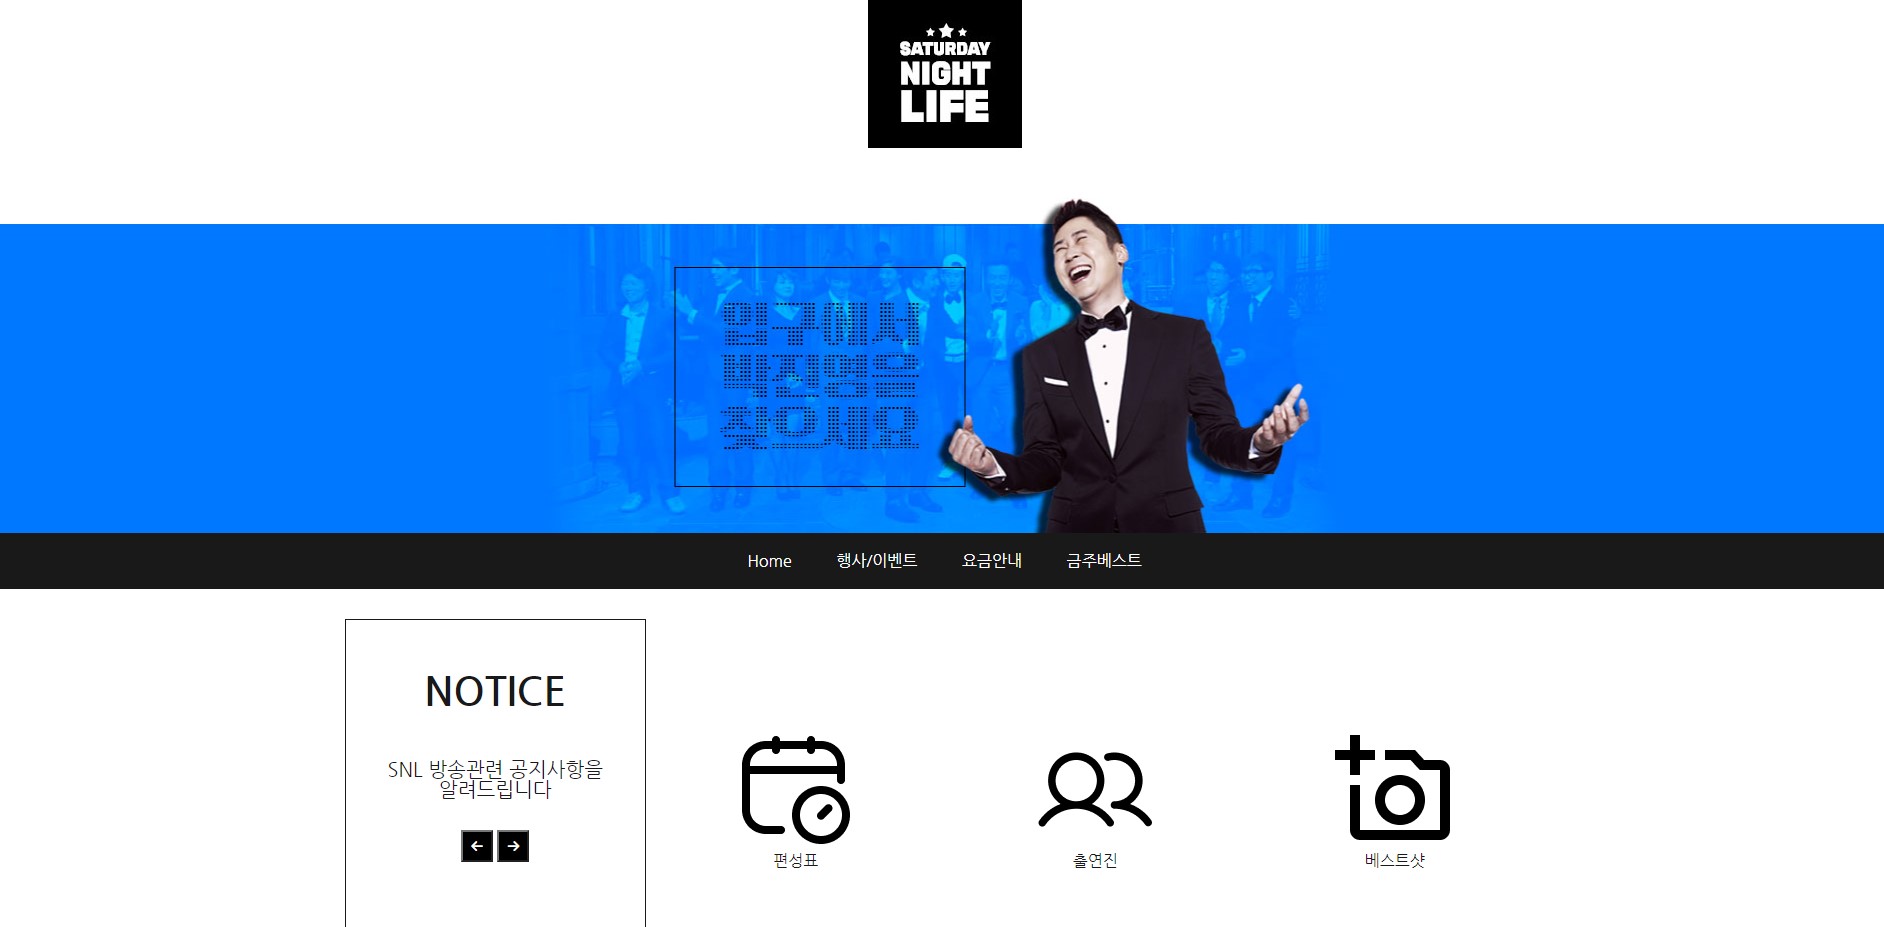 SATURDAY
NIGHT
LIFE
입구에서
박진명을
찾으세요
Home
행사/이벤트
요금안내
금주베스트
NOTICE
SNL 방송관련 공지사항을
알려드립니다
편성표
출연진
베스트샷